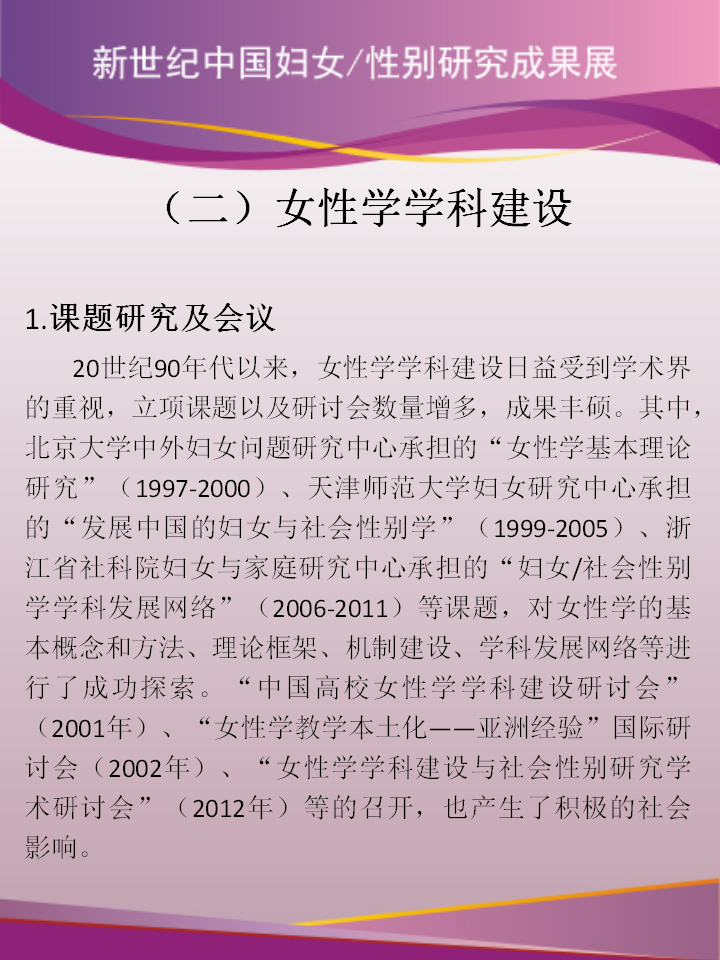 新世纪中国妇女/性别研究成果展
（二）女性学学科建设
1.课题研究及会议
20世纪90年代以来，女性学学科建设日益受到学术界
的重视，立项课题以及研讨会数量增多，成果丰硕。其中，
北京大学中外妇女问题研究中心承担的“女性学基本理论
研究”（1997-2000）、天津师范大学妇女研究中心承担
的“发展中国的妇女与社会性别学”（1999-2005）、浙
江省社科院妇女与家庭研究中心承担的“妇女/社会性别
学学科发展网络”（2006-2011）等课题，对女性学的基
本概念和方法、理论框架、机制建设、学科发展网络等进
行了成功探索。“中国高校女性学学科建设研讨会”
（2001年）、“女性学教学本土化——亚洲经验”国际研
讨会（2002年）、“女性学学科建设与社会性别研究学
术研讨会”（2012年）等的召开，也产生了积极的社会
影响。